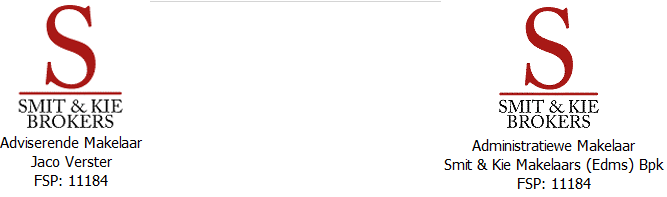 S
SMIT & KIE
BROKERS
Adviserende Makelaar
Jaco Verster
FSP: 11184
S
SMIT & KIE
BROKERS
Administratiewe Makelaar
Smit & Kie Makelaars (Edms) Bpk
FSP: 11184